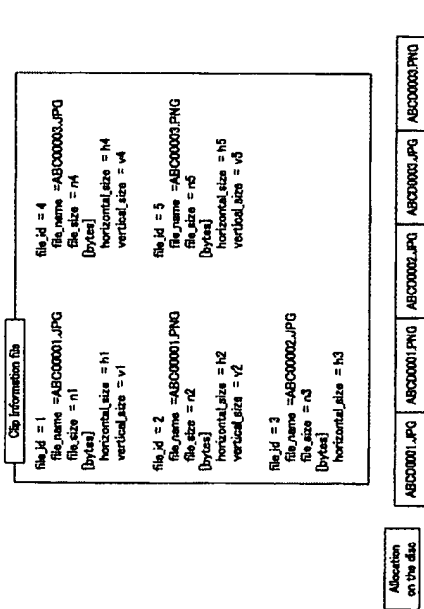 Clip information file
file_id = 1
file_name =ABC00001.JPG
file_size = n1
[bytes]
horizontal_size = h1
vertical_size = v1
file_id = 2
file_name =ABC00001.PNG
file_size = n2
[bytes]
horizontal_size = h2
vertical_size = v2
file_id = 3
file_name =ABC00002.JPG
file_size = n3
[bytes]
horizontal_size = h3
file_id = 4
file_name =ABC00003.JPG
file_size = n4
[bytes]
horizontal_size = h4
vertical_size = v4
file_id = 5
file_name =ABC00003.PNG
file_size = n5
[bytes]
horizontal_size = h5
vertical_size = v5
Allocation
on the disc
ABC00001.JPG
ABC00001.PNG
ABC00002.JPG
ABC00003.JPG
ABC00003.PNG